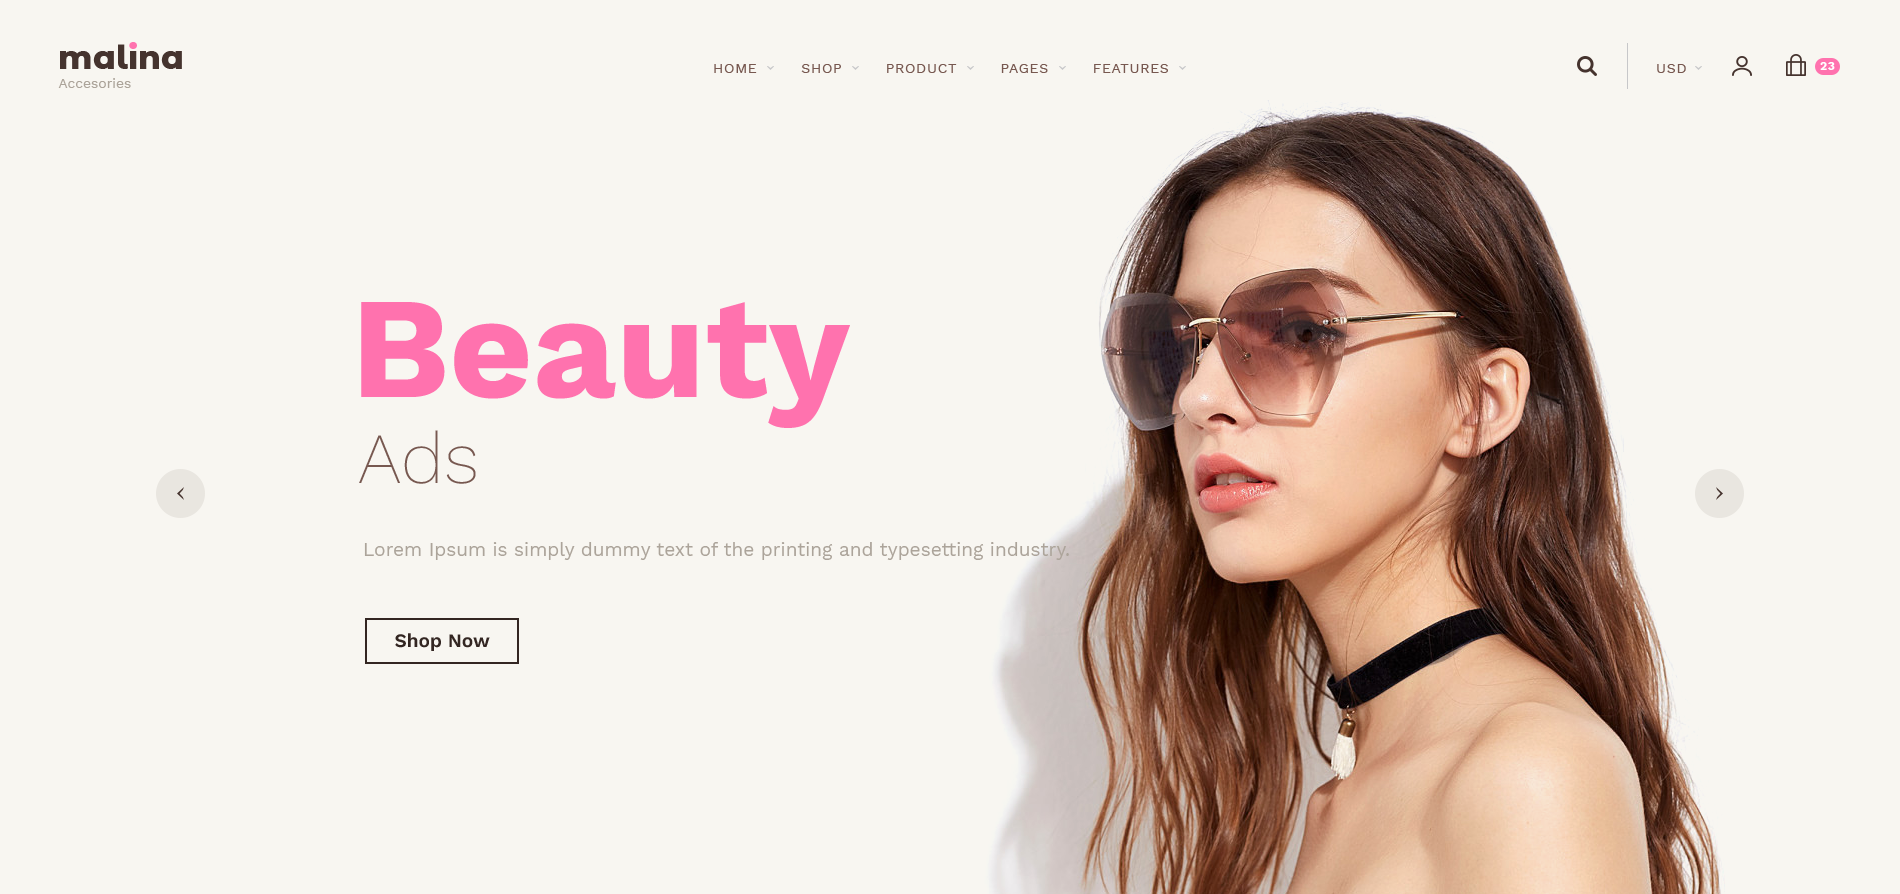 malina
Accesories
HOME
SHOP
PRODUCT
PAGES
FEATURES
USD
23
Beauty
Ads
Lorem Ipsum is simply dummy text of the printing and typesetting industry.
Shop Now